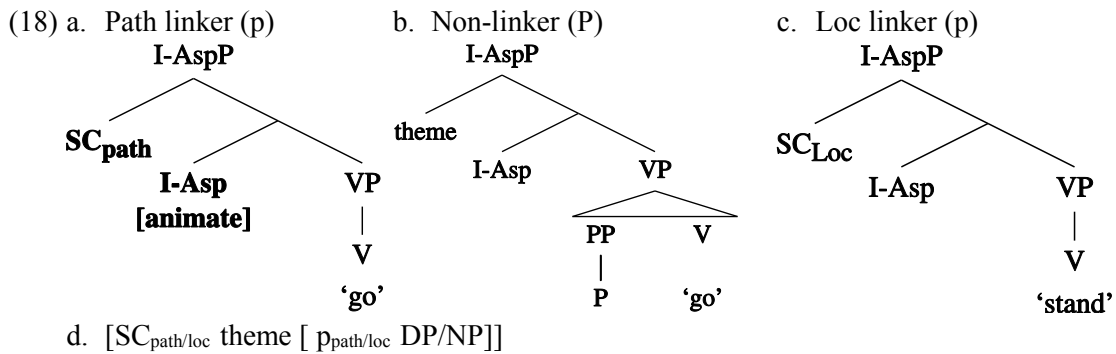 (18) a. Path linker (p) b. Non-linker (P) c. Loc linker (p)
I-AspP I-AspP I-AspP
SCpath theme SCLoc
I-Asp VP I-Asp VP I-Asp VP
[animate]
V PP V V
'go' P 'go' 'stand'
d. [SCpath/loc theme [ ppath/loc DP/NP]]